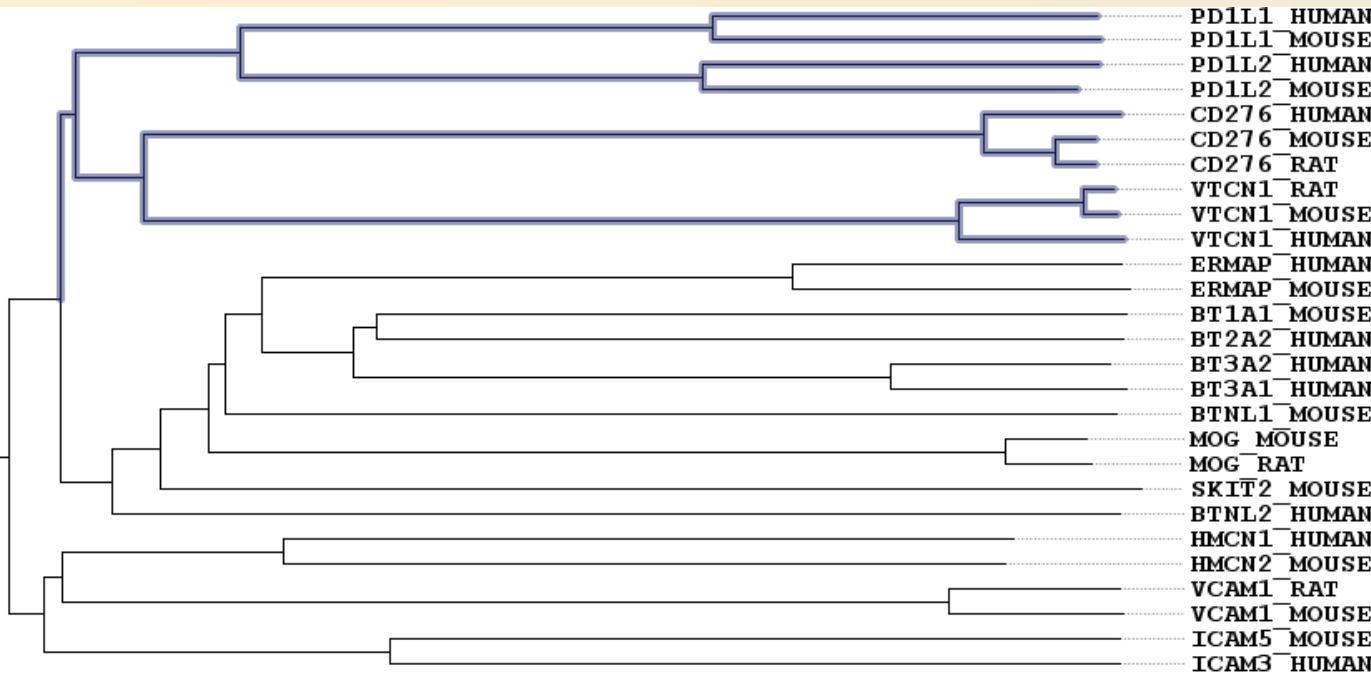 PD1L1_HUMAN
PD1L1_MOUSE
PD1L2_HUMAN
PD1L2_MOUSE
CD276_HUMAN
CD276_MOUSE
CD276_RAT
VTCN1_RAT
VTCN1_MOUSE
VTCN1_HUMAN
ERMAP_HUMAN
ERMAP_MOUSE
BT1A1_MOUSE
BT2A2_HUMAN
BT3A2_HUMAN
BT3A1_HUMAN
BTNL1_MOUSE
MOG_MOUSE
MOG_RAT
SKIT2_MOUSE
BTNL2_HUMAN
HMCN1_HUMAN
HMCN2_MOUSE
VCAM1_RAT
VCAM1_MOUSE
ICAM5_MOUSE
ICAM3_HUMAN